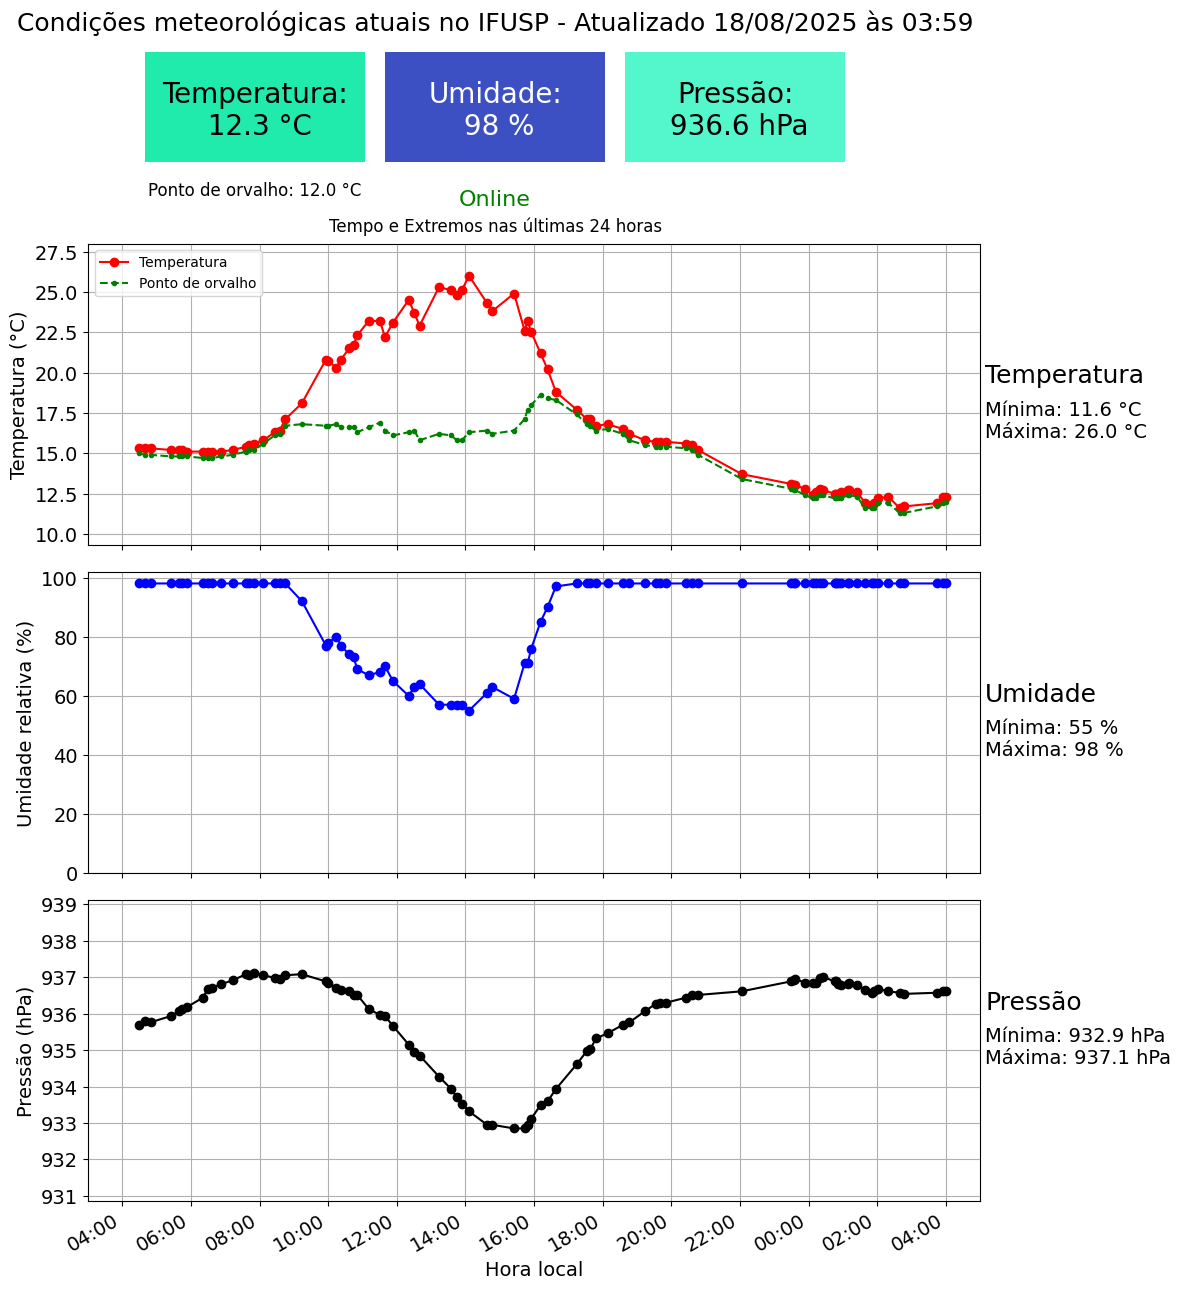 Condições meteorológicas atuais no IFUSP - Atualizado 18/08/2025 às 03:59
Temperatura:
12.3 °C
Umidade:
98 %
Pressão:
936.6 hPa
Ponto de orvalho: 12.0 °C
Online
Tempo e Extremos nas últimas 24 horas
Temperatura (°C)
27.5
25.0
22.5
20.0
17.5
15.0
12.5
10.0
Temperatura
Ponto de orvalho
Temperatura
Mínima: 11.6 °C
Máxima: 26.0 °C
Umidade relativa (%)
100
80
60
40
20
0
Umidade
Mínima: 55 %
Máxima: 98 %
Pressão (hPa)
939
938
937
936
935
934
933
932
931
Pressão
Mínima: 932.9 hPa
Máxima: 937.1 hPa
04:00
06:00
08:00
10:00
12:00
14:00
16:00
18:00
20:00
22:00
00:00
02:00
04:00
Hora local